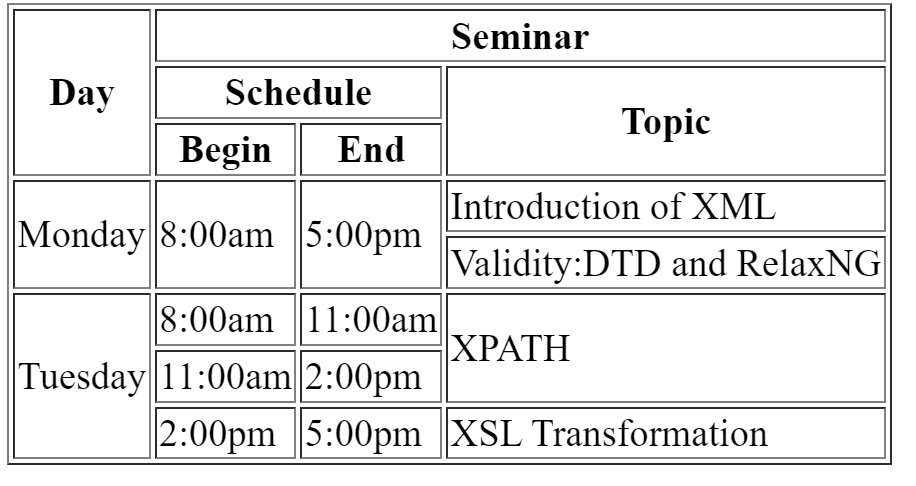 Day
Seminar
Schedule
Topic
Begin
End
Monday
8:00am
5:00pm
Introduction of XML
Validity:DTD and RelaxNG
Tuesday
8:00am
11:00am
XPATH
11:00am
2:00pm
2:00pm
5:00pm
XSL Transformation